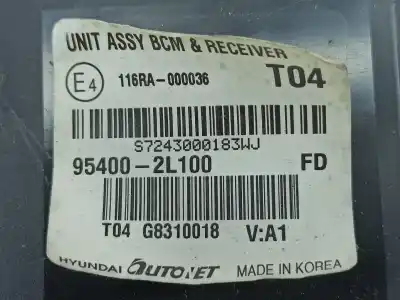 UNIT ASSY BCM & RECEIVER
E4 116RA-000036 T04
S7243000183WJ
95400-2L100 FD
T04 G8310018 V:A1
HYUNDAI AUTONET MADE IN KOREA